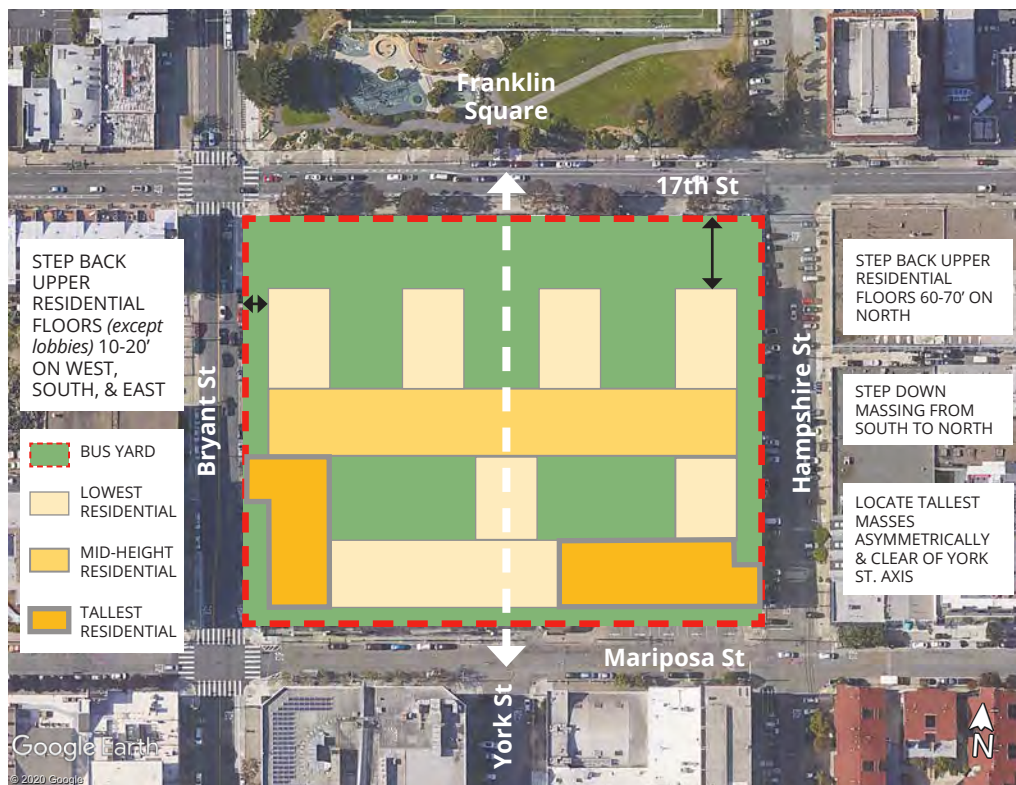 Franklin
Square
17th St
STEP BACK
UPPER
RESIDENTIAL
FLOORS (except
lobbies) 10-20’
ON WEST,
SOUTH, & EAST
STEP BACK UPPER
RESIDENTIAL
FLOORS 60-70’ ON
NORTH
Bryant St
Hampshire St
STEP DOWN
MASSING FROM
SOUTH TO NORTH
BUS YARD
LOWEST
RESIDENTIAL
MID-HEIGHT
RESIDENTIAL
TALLEST
RESIDENTIAL
LOCATE TALLEST
MASSES
ASYMMETRICALLY
& CLEAR OF YORK
ST. AXIS
Mariposa St
York St
N
Google Earth
© 2020 Google